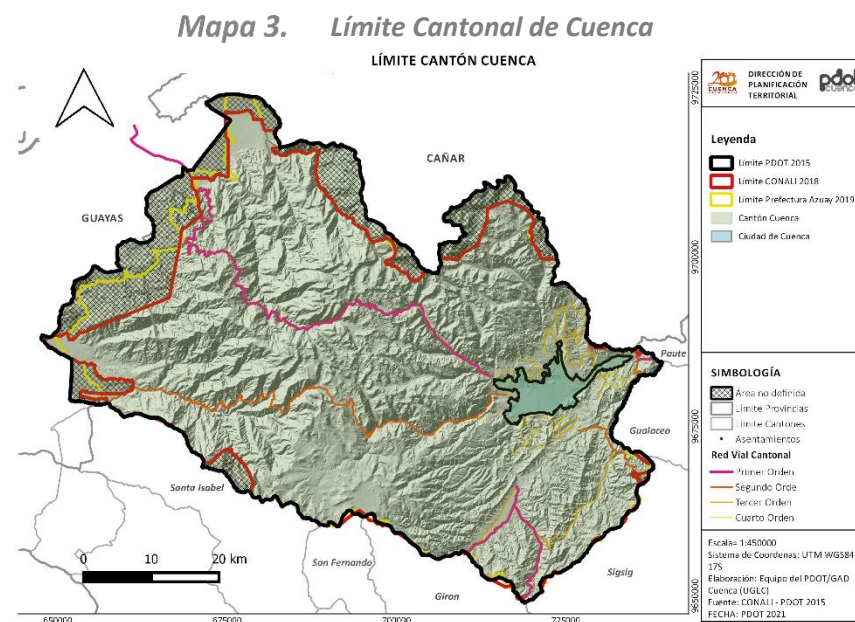 Mapa 3. Límite Cantonal de Cuenca
LÍMITE CANTÓN CUENCA
CAÑAR
GUAYAS
Paute
Gualaceo
Santa Isabel
San Fernando
Giron
Sigsig
0 10 20 km
650000 675000 700000 725000
9725000
9700000
9675000
9650000
200
CUENCA
DIRECCIÓN DE
PLANIFICACIÓN
TERRITORIAL
pdot
cuenca
Leyenda
Límite PDOT 2015
Límite CONALI 2018
Límite Prefectura Azuay 2019
Cantón Cuenca
Ciudad de Cuenca
SIMBOLOGÍA
Área no definida
Límite Provincias
Límite Cantones
Asentamientos
Red Vial Cantonal
Primer Orden
Segundo Orde
Tercer Orden
Cuarto Orden
Escala= 1:450000
Sistema de Coordenas: UTM WGS84
17S
Elaboración: Equipo del PDOT/GAD
Cuenca (UGEC)
Fuente: CONALI - PDOT 2015
FECHA: PDOT 2021